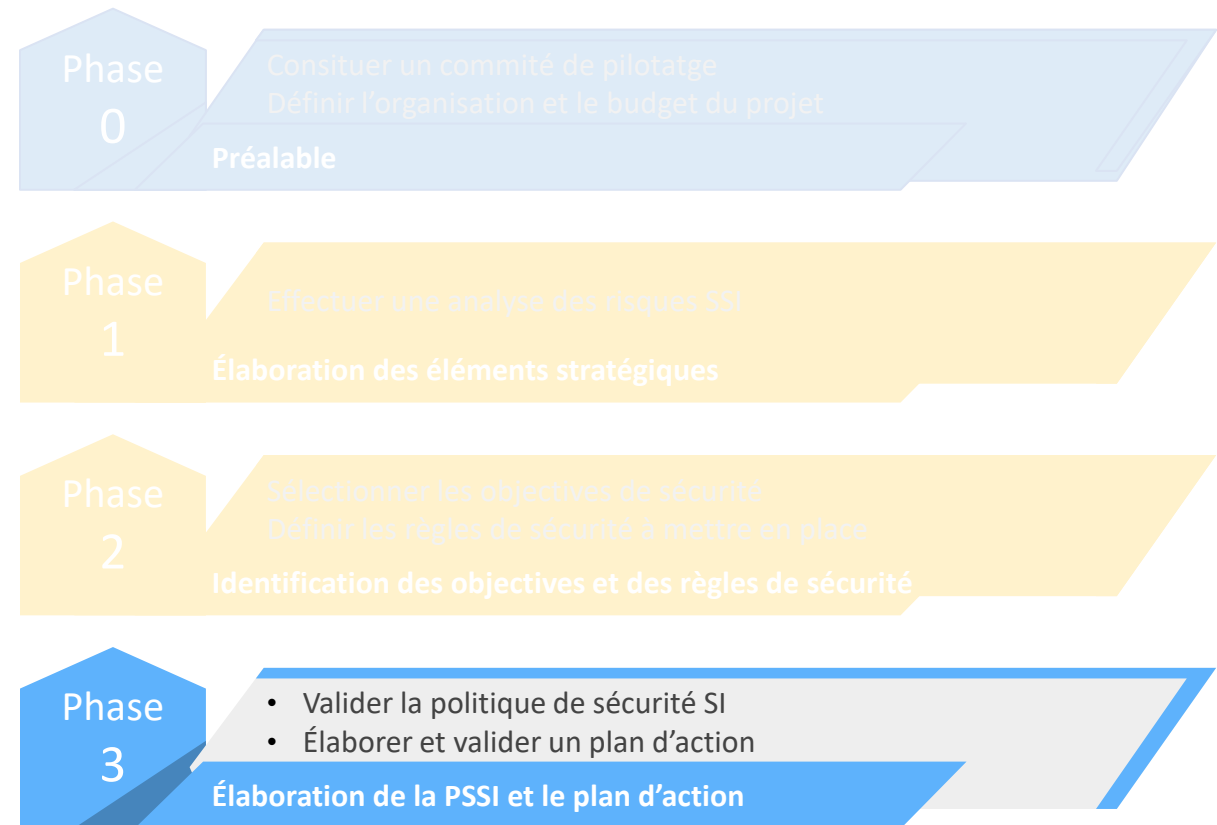 Phase
0
Consituer un commité de pilotatge
Définir l'organisation et le budget du projet
Préalable
Phase
1
Effectuer une analyse des risques SSI
Élaboration des éléments stratégiques
Phase
2
Sélectionner les objectives de sécurité
Définir les règles de sécurité à mettre en place
Identification des objectives et des règles de sécurité
Phase
3
• Valider la politique de sécurité SI
• Élaborer et valider un plan d'action
Élaboration de la PSSI et le plan d'action